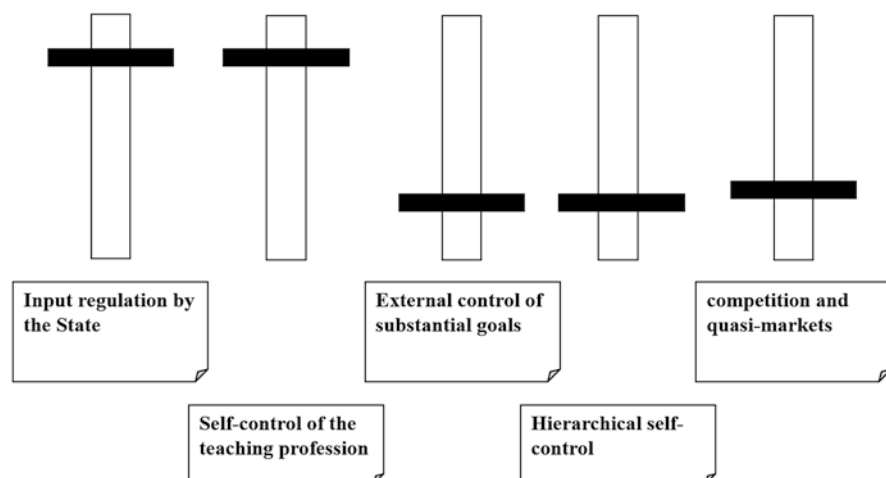 Input regulation by
the State
External control of
substantial goals
competition and
quasi-markets
Self-control of the
teaching profession
Hierarchical self-
control